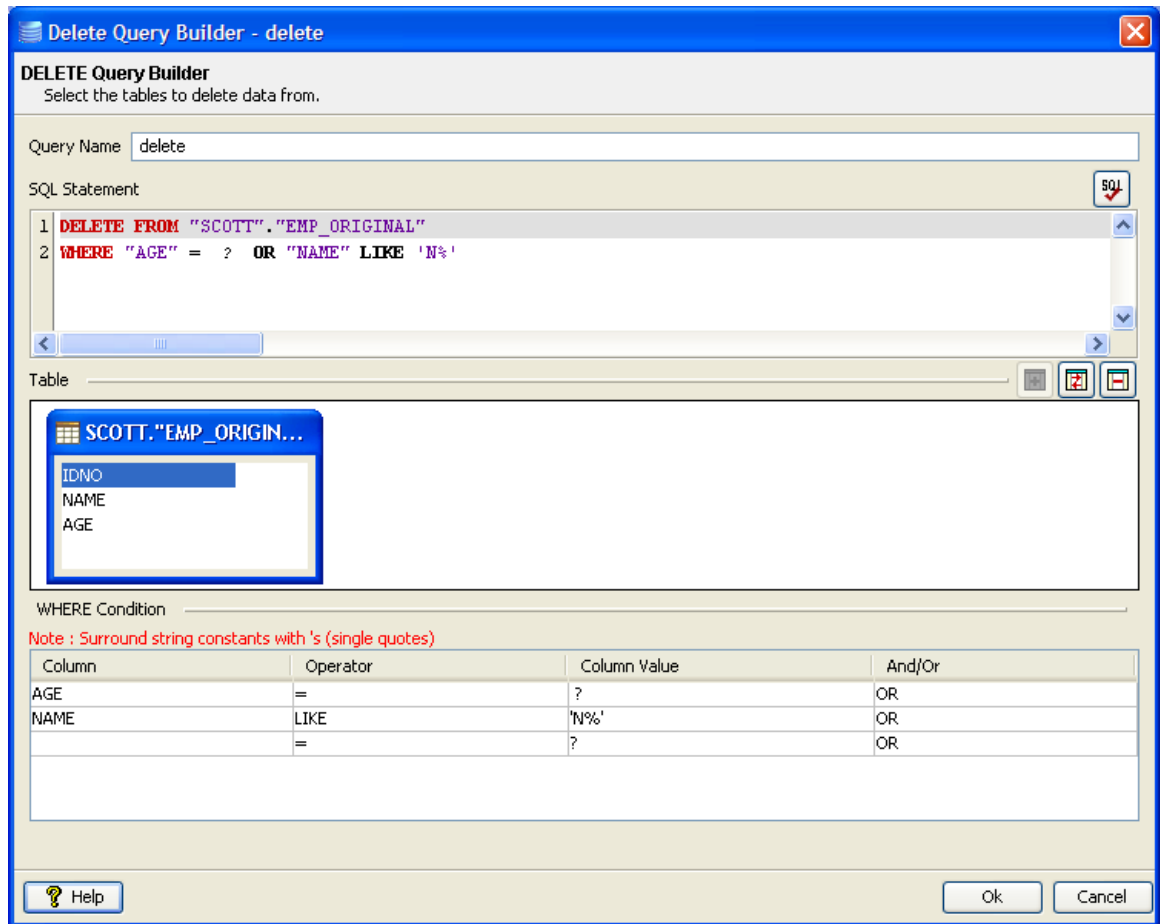 Delete Query Builder - delete
DELETE Query Builder
Select the tables to delete data from.
Query Name delete
SQL Statement
SQL
1 DELETE FROM "SCOTT"."EMP_ORIGINAL"
2 WHERE "AGE" = ? OR "NAME" LIKE 'N%'
Table
SCOTT."EMP_ORIGIN...
IDNO
NAME
AGE
WHERE Condition
Note : Surround string constants with 's (single quotes)
Column Operator Column Value And/Or
AGE = ? OR
NAME LIKE 'N%' OR
= ? OR
Help Ok Cancel